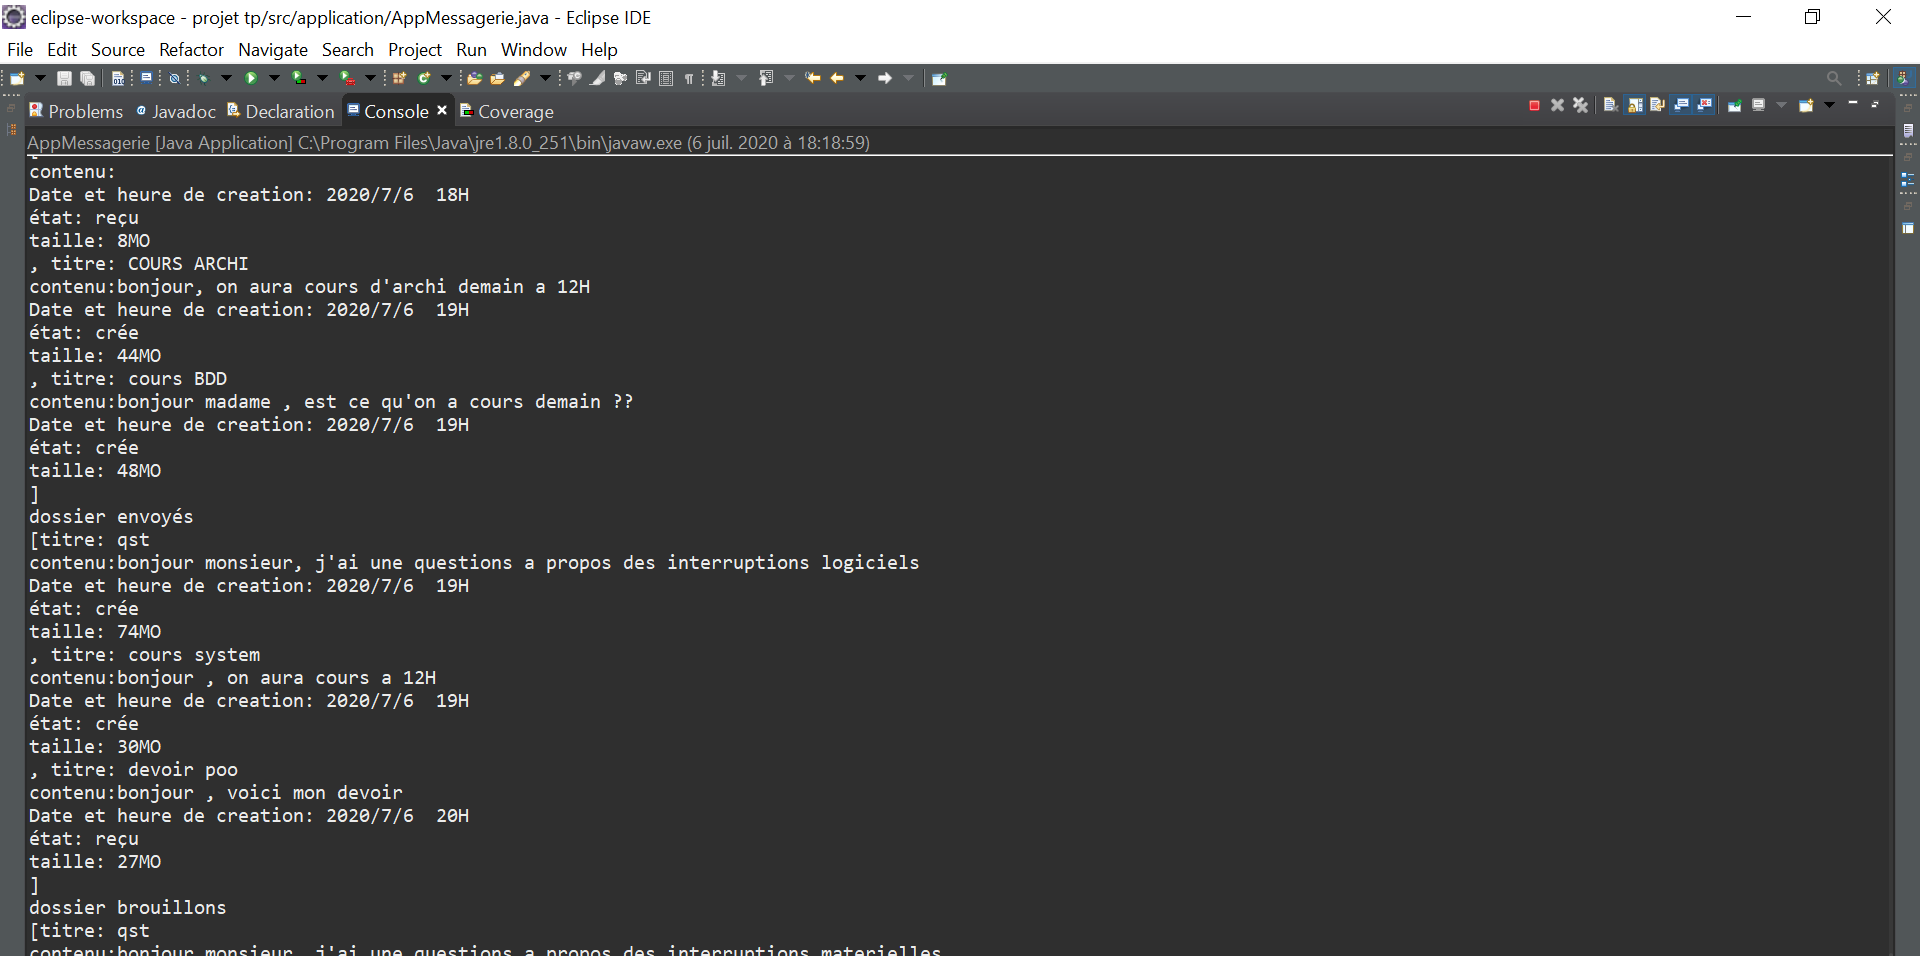 eclipse-workspace - projet tp/src/application/AppMessagerie.java - Eclipse IDE
File Edit Source Refactor Navigate Search Project Run Window Help
Problems Javadoc Declaration Console Coverage
AppMessagerie [Java Application] C:\Program Files\Java\jre1.8.0_251\bin\javaw.exe (6 juil. 2020 à 18:18:59)
contenu:
Date et heure de creation: 2020/7/6  18H
état: reçu
taille: 8MO
, titre: COURS ARCHI
contenu:bonjour, on aura cours d'archi demain a 12H
Date et heure de creation: 2020/7/6  19H
état: crée
taille: 44MO
, titre: cours BDD
contenu:bonjour madame , est ce qu'on a cours demain ??
Date et heure de creation: 2020/7/6  19H
état: crée
taille: 48MO
]
dossier envoyés
[titre: qst
contenu:bonjour monsieur, j'ai une questions a propos des interruptions logiciels
Date et heure de creation: 2020/7/6  19H
état: crée
taille: 74MO
, titre: cours system
contenu:bonjour , on aura cours a 12H
Date et heure de creation: 2020/7/6  19H
état: crée
taille: 30MO
, titre: devoir poo
contenu:bonjour , voici mon devoir
Date et heure de creation: 2020/7/6  20H
état: reçu
taille: 27MO
]
dossier brouillons
[titre: qst
contenu:bonjour monsieur, j'ai une questions a propos des interruptions materielles